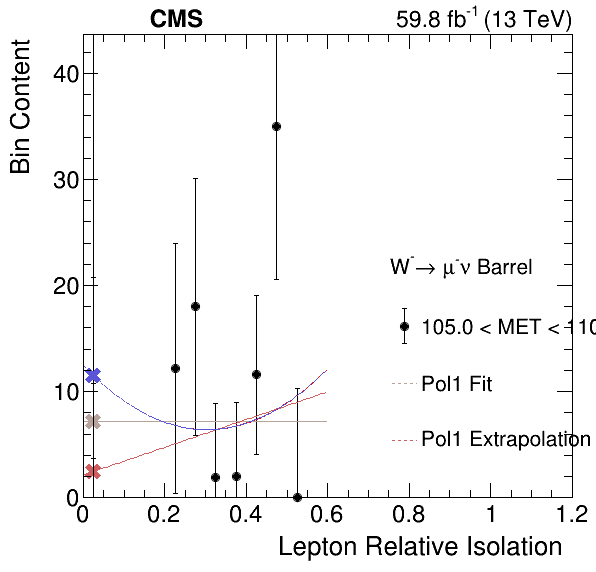 CMS
59.8 fb⁻¹ (13 TeV)
Bin Content
40
30
20
10
0
W⁻→ μ⁻ν Barrel
105.0 < MET < 110
Pol1 Fit
Pol1 Extrapolation
0 0.2 0.4 0.6 0.8 1 1.2
Lepton Relative Isolation